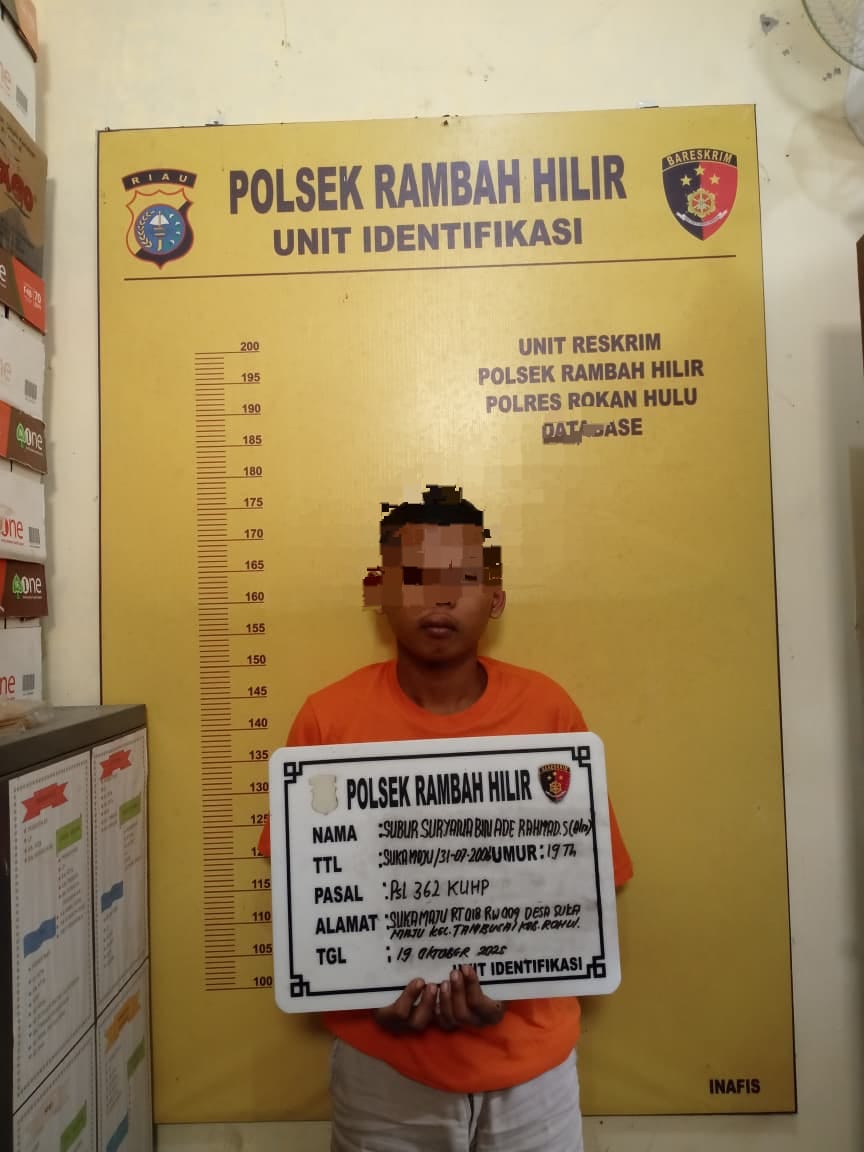 RIAU
POLSEK RAMBAH HILIR
UNIT IDENTIFIKASI
BARESKRIM
UNIT RESKRIM
POLSEK RAMBAH HILIR
POLRES ROKAN HULU
DATABASE
200
195
190
185
180
175
170
165
160
155
150
145
140
135
130
125
115
110
105
100
one
POLSEK RAMBAH HILIR
NAMA : SUBUR SURYANA BIN ADE RAHMAD.S (Alm)
TTL : SUKAMAJU / 31-07-2006 UMUR : 19 Th
PASAL : Psl 362 KUHP
ALAMAT : SUKAMAJU RT 018 RW 009 DESA SUKA
MAJU KEC. TAMBUSAI KAB. ROHUL
TGL : 19 OKTOBER 2025
UNIT IDENTIFIKASI
INAFIS